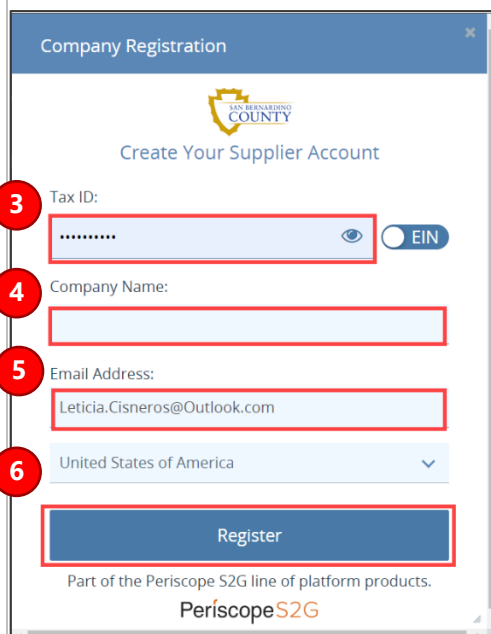 Company Registration
×
SAN BERNARDINO
COUNTY
Create Your Supplier Account
3
Tax ID:
••••••••••
EIN
4
Company Name:
5
Email Address:
Leticia.Cisneros@Outlook.com
6
United States of America
Register
Part of the Periscope S2G line of platform products.
Periscope S2G